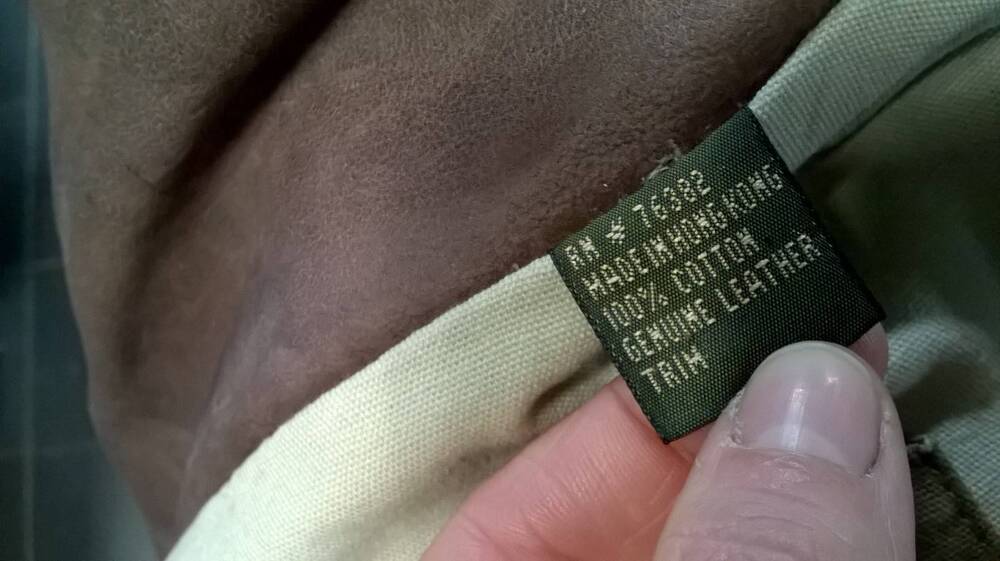 RN # 76382
MADE IN HONG KONG
100% COTTON
GENUINE LEATHER
TRIM